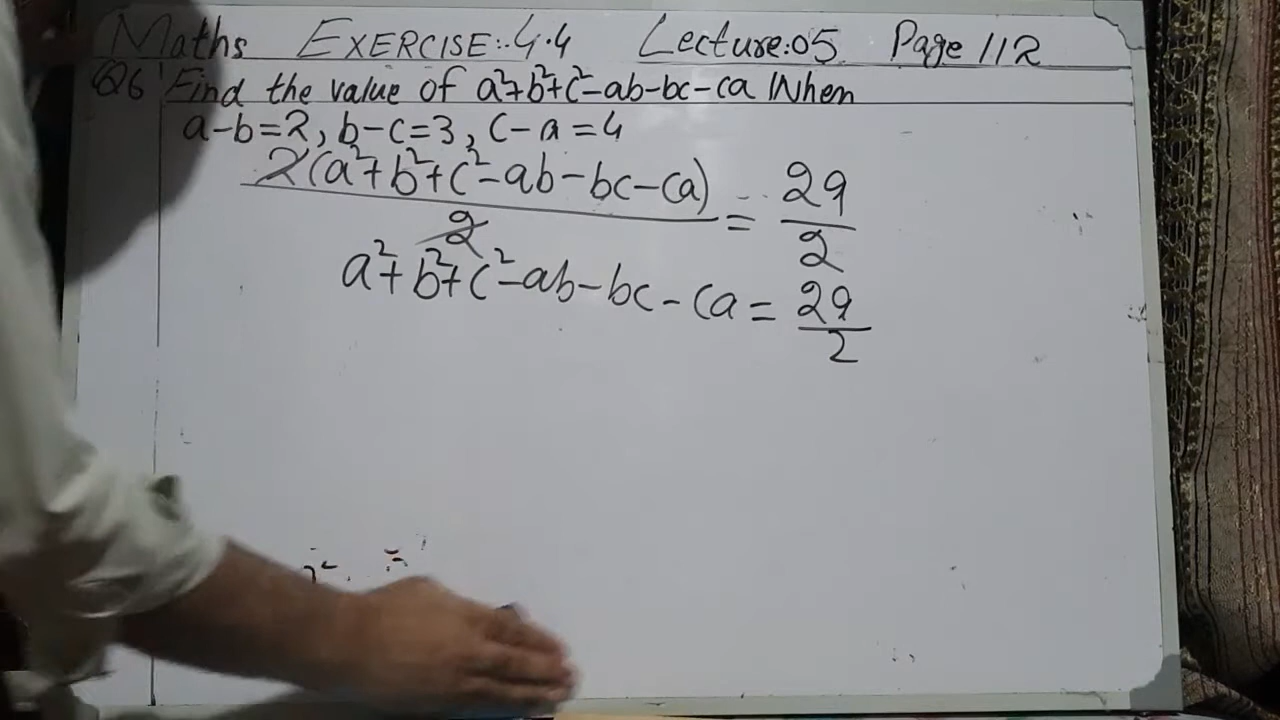 Maths EXERCISE:-4.4 Lecture:05 Page 112
Q6 Find the value of a²+b²+c²-ab-bc-ca When
a-b=2, b-c=3, c-a=4
2(a²+b²+c²-ab-bc-ca)/2 = 29/2
a²+b²+c²-ab-bc-ca = 29/2